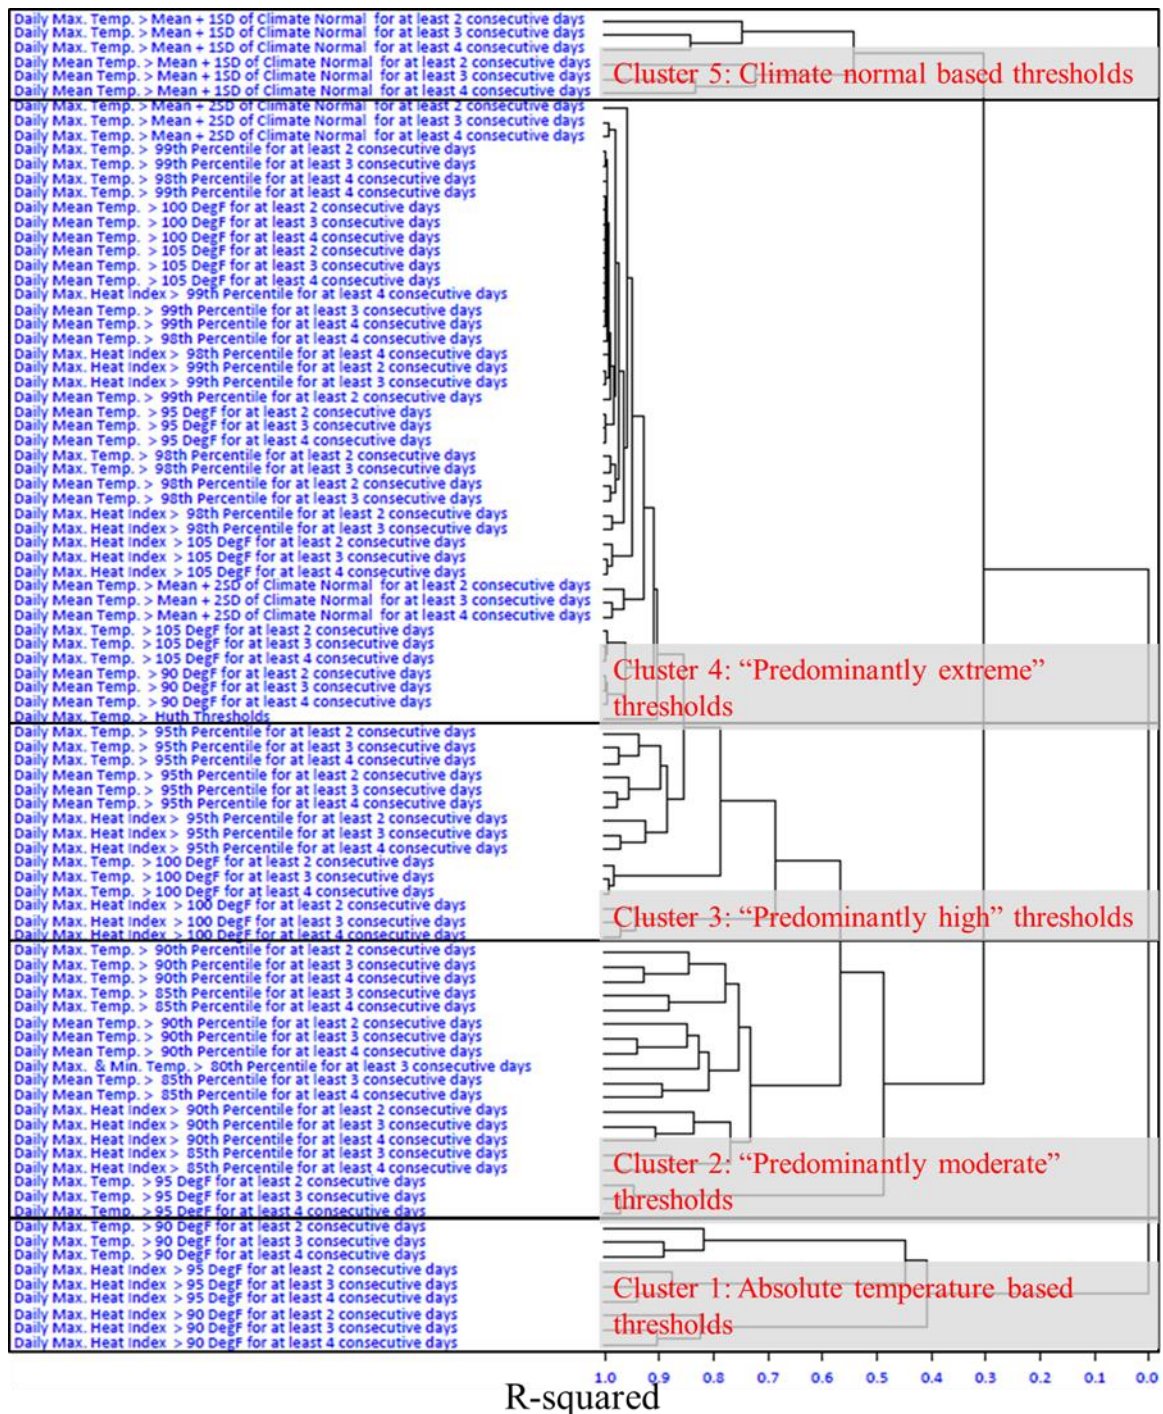 Daily Max. Temp. > Mean + 1SD of Climate Normal for at least 2 consecutive days
Daily Max. Temp. > Mean + 1SD of Climate Normal for at least 3 consecutive days
Daily Max. Temp. > Mean + 1SD of Climate Normal for at least 4 consecutive days
Daily Mean Temp. > Mean + 1SD of Climate Normal for at least 2 consecutive days
Daily Mean Temp. > Mean + 1SD of Climate Normal for at least 3 consecutive days
Daily Mean Temp. > Mean + 1SD of Climate Normal for at least 4 consecutive days
Cluster 5: Climate normal based thresholds
Daily Max. Temp. > Mean + 2SD of Climate Normal for at least 2 consecutive days
Daily Max. Temp. > Mean + 2SD of Climate Normal for at least 3 consecutive days
Daily Max. Temp. > Mean + 2SD of Climate Normal for at least 4 consecutive days
Daily Max. Temp. > 99th Percentile for at least 2 consecutive days
Daily Max. Temp. > 99th Percentile for at least 3 consecutive days
Daily Max. Temp. > 98th Percentile for at least 4 consecutive days
Daily Max. Temp. > 99th Percentile for at least 4 consecutive days
Daily Mean Temp. > 100 DegF for at least 2 consecutive days
Daily Mean Temp. > 100 DegF for at least 3 consecutive days
Daily Mean Temp. > 100 DegF for at least 4 consecutive days
Daily Mean Temp. > 105 DegF for at least 2 consecutive days
Daily Mean Temp. > 105 DegF for at least 3 consecutive days
Daily Mean Temp. > 105 DegF for at least 4 consecutive days
Daily Max. Heat Index > 99th Percentile for at least 4 consecutive days
Daily Mean Temp. > 99th Percentile for at least 3 consecutive days
Daily Mean Temp. > 99th Percentile for at least 4 consecutive days
Daily Mean Temp. > 98th Percentile for at least 4 consecutive days
Daily Max. Heat Index > 98th Percentile for at least 4 consecutive days
Daily Max. Heat Index > 99th Percentile for at least 2 consecutive days
Daily Max. Heat Index > 99th Percentile for at least 3 consecutive days
Daily Mean Temp. > 99th Percentile for at least 2 consecutive days
Daily Mean Temp. > 95 DegF for at least 2 consecutive days
Daily Mean Temp. > 95 DegF for at least 3 consecutive days
Daily Mean Temp. > 95 DegF for at least 4 consecutive days
Daily Max. Temp. > 98th Percentile for at least 2 consecutive days
Daily Max. Temp. > 98th Percentile for at least 3 consecutive days
Daily Mean Temp. > 98th Percentile for at least 2 consecutive days
Daily Mean Temp. > 98th Percentile for at least 3 consecutive days
Daily Max. Heat Index > 98th Percentile for at least 2 consecutive days
Daily Max. Heat Index > 98th Percentile for at least 3 consecutive days
Daily Max. Heat Index > 105 DegF for at least 2 consecutive days
Daily Max. Heat Index > 105 DegF for at least 3 consecutive days
Daily Max. Heat Index > 105 DegF for at least 4 consecutive days
Daily Mean Temp. > Mean + 2SD of Climate Normal for at least 2 consecutive days
Daily Mean Temp. > Mean + 2SD of Climate Normal for at least 3 consecutive days
Daily Mean Temp. > Mean + 2SD of Climate Normal for at least 4 consecutive days
Daily Max. Temp. > 105 DegF for at least 2 consecutive days
Daily Max. Temp. > 105 DegF for at least 3 consecutive days
Daily Max. Temp. > 105 DegF for at least 4 consecutive days
Daily Mean Temp. > 90 DegF for at least 2 consecutive days
Daily Mean Temp. > 90 DegF for at least 3 consecutive days
Daily Mean Temp. > 90 DegF for at least 4 consecutive days
Daily Max. Temp. > Huth Thresholds
Cluster 4: “Predominantly extreme”
thresholds
Daily Max. Temp. > 95th Percentile for at least 2 consecutive days
Daily Max. Temp. > 95th Percentile for at least 3 consecutive days
Daily Max. Temp. > 95th Percentile for at least 4 consecutive days
Daily Mean Temp. > 95th Percentile for at least 2 consecutive days
Daily Mean Temp. > 95th Percentile for at least 3 consecutive days
Daily Mean Temp. > 95th Percentile for at least 4 consecutive days
Daily Max. Heat Index > 95th Percentile for at least 2 consecutive days
Daily Max. Heat Index > 95th Percentile for at least 3 consecutive days
Daily Max. Heat Index > 95th Percentile for at least 4 consecutive days
Daily Max. Temp. > 100 DegF for at least 2 consecutive days
Daily Max. Temp. > 100 DegF for at least 3 consecutive days
Daily Max. Temp. > 100 DegF for at least 4 consecutive days
Daily Max. Heat Index > 100 DegF for at least 2 consecutive days
Daily Max. Heat Index > 100 DegF for at least 3 consecutive days
Daily Max. Heat Index > 100 DegF for at least 4 consecutive days
Cluster 3: “Predominantly high” thresholds
Daily Max. Temp. > 90th Percentile for at least 2 consecutive days
Daily Max. Temp. > 90th Percentile for at least 3 consecutive days
Daily Max. Temp. > 90th Percentile for at least 4 consecutive days
Daily Max. Temp. > 85th Percentile for at least 3 consecutive days
Daily Max. Temp. > 85th Percentile for at least 4 consecutive days
Daily Mean Temp. > 90th Percentile for at least 2 consecutive days
Daily Mean Temp. > 90th Percentile for at least 3 consecutive days
Daily Mean Temp. > 90th Percentile for at least 4 consecutive days
Daily Max. & Min. Temp. > 80th Percentile for at least 3 consecutive days
Daily Mean Temp. > 85th Percentile for at least 3 consecutive days
Daily Mean Temp. > 85th Percentile for at least 4 consecutive days
Daily Max. Heat Index > 90th Percentile for at least 2 consecutive days
Daily Max. Heat Index > 90th Percentile for at least 3 consecutive days
Daily Max. Heat Index > 90th Percentile for at least 4 consecutive days
Daily Max. Heat Index > 85th Percentile for at least 3 consecutive days
Daily Max. Heat Index > 85th Percentile for at least 4 consecutive days
Daily Max. Temp. > 95 DegF for at least 2 consecutive days
Daily Max. Temp. > 95 DegF for at least 3 consecutive days
Daily Max. Temp. > 95 DegF for at least 4 consecutive days
Cluster 2: “Predominantly moderate”
thresholds
Daily Max. Temp. > 90 DegF for at least 2 consecutive days
Daily Max. Temp. > 90 DegF for at least 3 consecutive days
Daily Max. Temp. > 90 DegF for at least 4 consecutive days
Daily Max. Heat Index > 95 DegF for at least 2 consecutive days
Daily Max. Heat Index > 95 DegF for at least 3 consecutive days
Daily Max. Heat Index > 95 DegF for at least 4 consecutive days
Daily Max. Heat Index > 90 DegF for at least 2 consecutive days
Daily Max. Heat Index > 90 DegF for at least 3 consecutive days
Daily Max. Heat Index > 90 DegF for at least 4 consecutive days
Cluster 1: Absolute temperature based
thresholds
1.0 0.9 0.8 0.7 0.6 0.5 0.4 0.3 0.2 0.1 0.0
R-squared